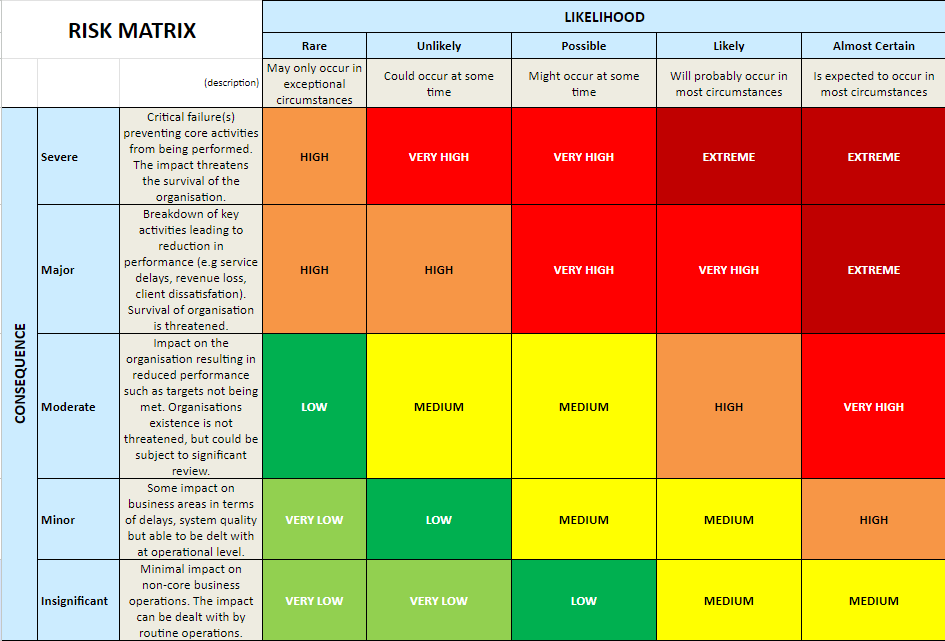 RISK MATRIX
LIKELIHOOD
Rare
Unlikely
Possible
Likely
Almost Certain
(description)
May only occur in
exceptional
circumstances
Could occur at some
time
Might occur at some
time
Will probably occur in
most circumstances
Is expected to occur in
most circumstances
CONSEQUENCE
Severe
Critical failure(s)
preventing core activities
from being performed.
The impact threatens
the survival of the
organisation.
HIGH
VERY HIGH
VERY HIGH
EXTREME
EXTREME
Major
Breakdown of key
activities leading to
reduction in
performance (e.g service
delays, revenue loss,
client dissatisfation).
Survival of organisation
is threatened.
HIGH
HIGH
VERY HIGH
VERY HIGH
EXTREME
Moderate
Impact on the
organisation resulting in
reduced performance
such as targets not being
met. Organisations
existence is not
threatened, but could be
subject to significant
review.
LOW
MEDIUM
MEDIUM
HIGH
VERY HIGH
Minor
Some impact on
business areas in terms
of delays, system quality
but able to be delt with
at operational level.
VERY LOW
LOW
MEDIUM
MEDIUM
HIGH
Insignificant
Minimal impact on
non-core business
operations. The impact
can be dealt with by
routine operations.
VERY LOW
VERY LOW
LOW
MEDIUM
MEDIUM